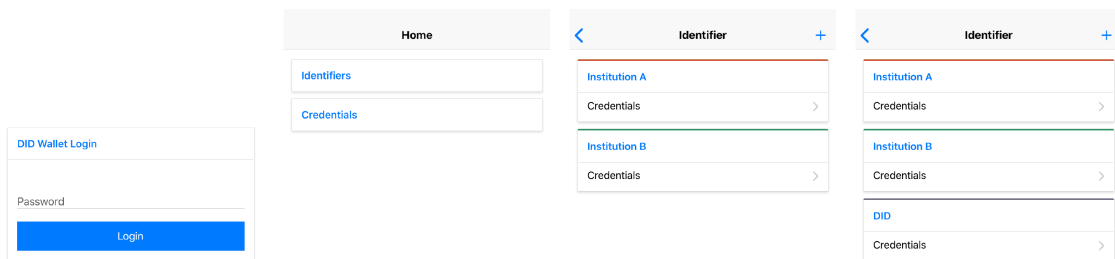 DID Wallet Login
Password
Login
Home
Identifiers
Credentials
Identifier +
Institution A
Credentials
Institution B
Credentials
Identifier +
Institution A
Credentials
Institution B
Credentials
DID
Credentials